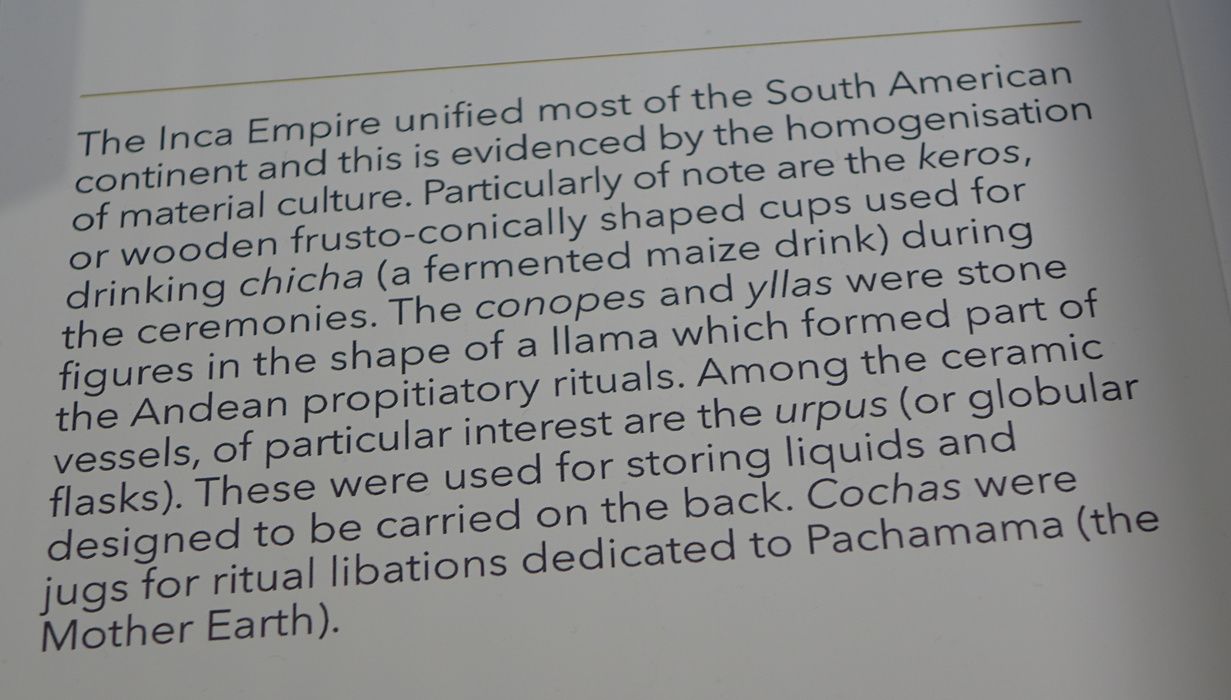 The Inca Empire unified most of the South American
continent and this is evidenced by the homogenisation
of material culture. Particularly of note are the keros,
or wooden frusto-conically shaped cups used for
drinking chicha (a fermented maize drink) during
the ceremonies. The conopes and yllas were stone
figures in the shape of a llama which formed part of
the Andean propitiatory rituals. Among the ceramic
vessels, of particular interest are the urpus (or globular
flasks). These were used for storing liquids and
designed to be carried on the back. Cochas were
jugs for ritual libations dedicated to Pachamama (the
Mother Earth).